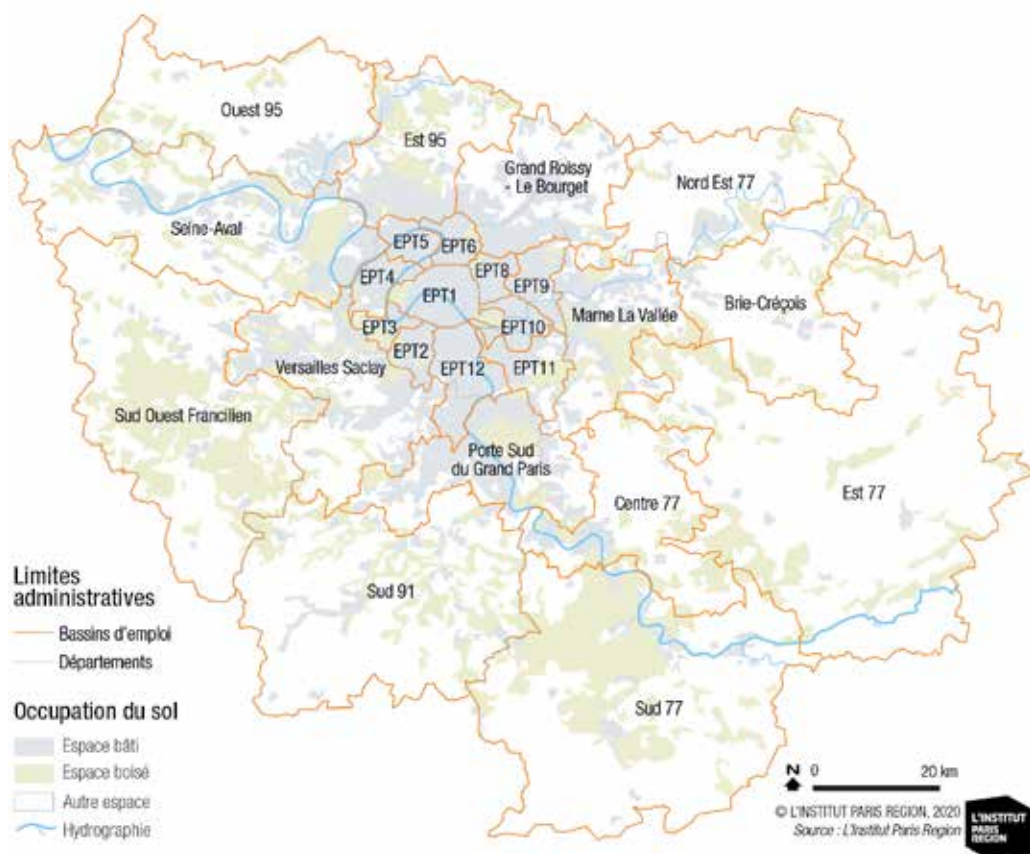 Ouest 95
Est 95
Grand Roissy
- Le Bourget
Nord Est 77
Seine-Aval
EPT5
EPT6
EPT4
EPT8
EPT9
EPT1
Brie-Créçois
Marne La Vallée
EPT3
EPT10
EPT2
Versailles Saclay
EPT12
EPT11
Sud Ouest Francilien
Porte Sud
du Grand Paris
Est 77
Centre 77
Sud 91
Sud 77
Limites
administratives
Bassins d'emploi
Départements
Occupation du sol
Espace bâti
Espace boisé
Autre espace
Hydrographie
N 0 20 km
© L'INSTITUT PARIS REGION, 2020
Source : L'Institut Paris Region
L'INSTITUT
PARIS
REGION